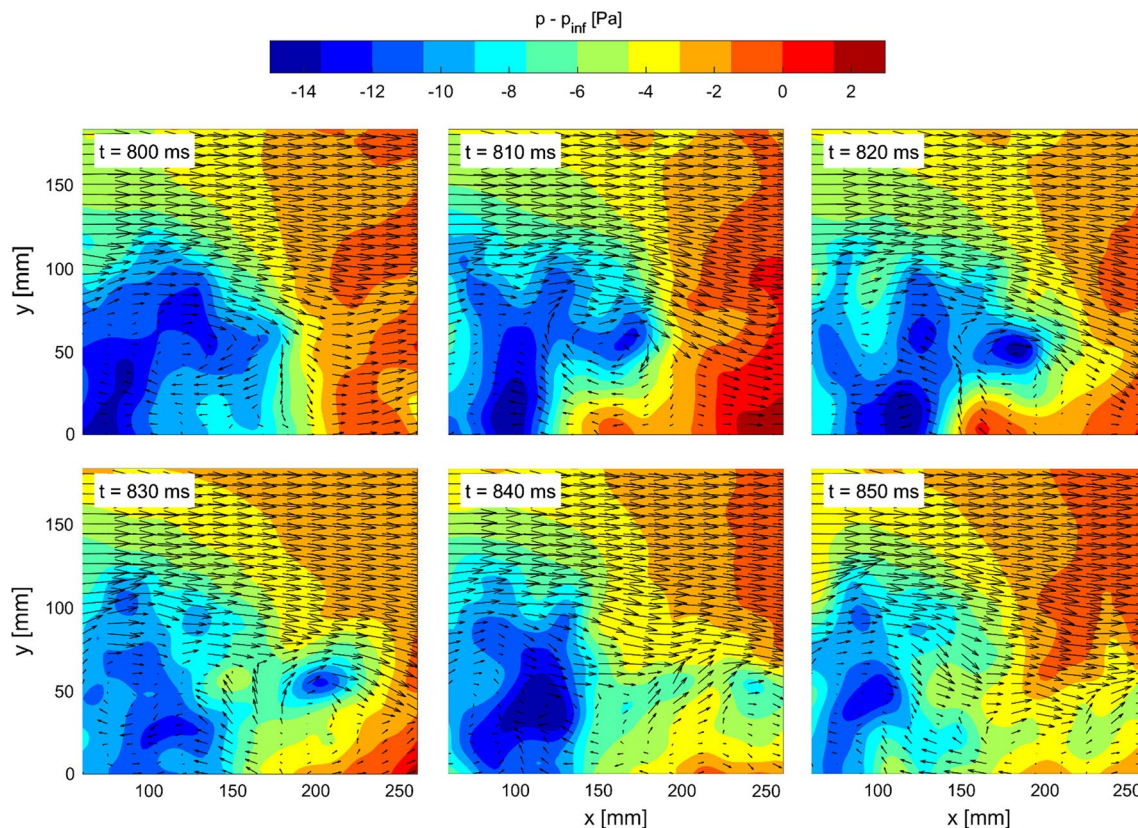 p - p_inf [Pa]
-14 -12 -10 -8 -6 -4 -2 0 2
t = 800 ms t = 810 ms t = 820 ms
150
100
50
0
y [mm]
t = 830 ms t = 840 ms t = 850 ms
150
100
50
0
y [mm]
100 150 200 250 100 150 200 250 100 150 200 250
x [mm] x [mm]